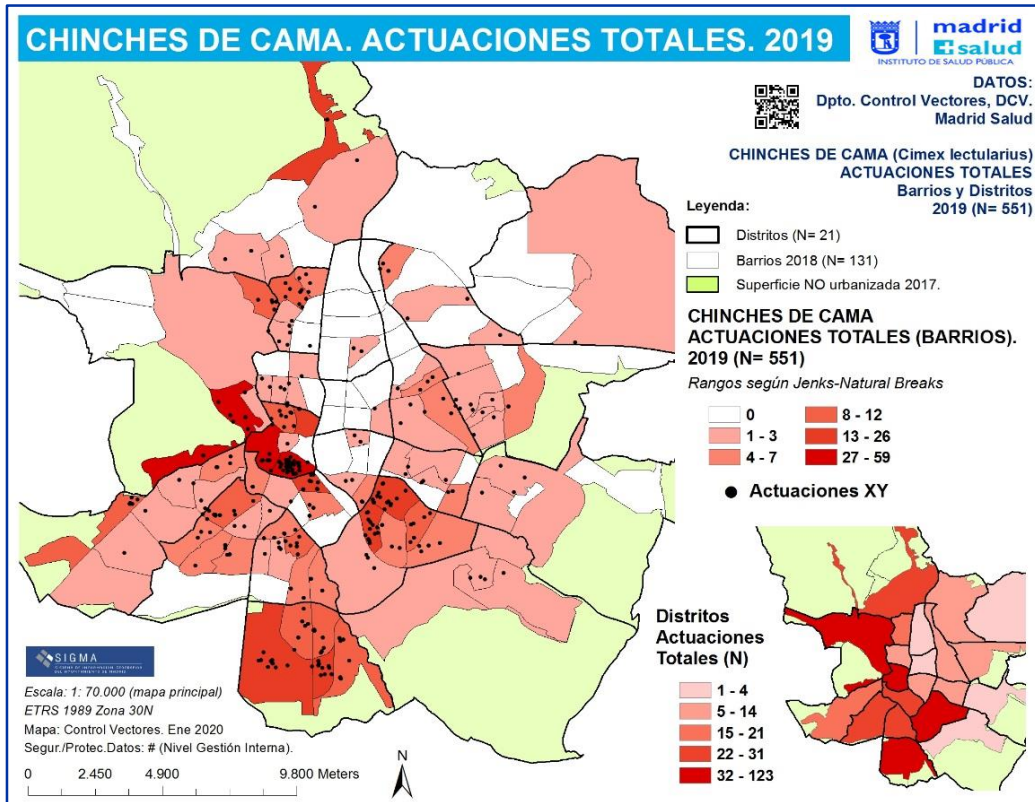 CHINCHES DE CAMA. ACTUACIONES TOTALES. 2019
madrid
salud
INSTITUTO DE SALUD PÚBLICA
DATOS:
Dpto. Control Vectores, DCV.
Madrid Salud
CHINCHES DE CAMA (Cimex lectularius)
ACTUACIONES TOTALES
Barrios y Distritos
2019 (N= 551)
Leyenda:
Distritos (N= 21)
Barrios 2018 (N= 131)
Superficie NO urbanizada 2017.
CHINCHES DE CAMA
ACTUACIONES TOTALES (BARRIOS).
2019 (N= 551)
Rangos según Jenks-Natural Breaks
0
1 - 3
4 - 7
8 - 12
13 - 26
27 - 59
Actuaciones XY
Distritos
Actuaciones
Totales (N)
1 - 4
5 - 14
15 - 21
22 - 31
32 - 123
SIGMA
Escala: 1: 70.000 (mapa principal)
ETRS 1989 Zona 30N
Mapa: Control Vectores. Ene 2020
Segur./Protec.Datos: # (Nivel Gestión Interna).
0 2.450 4.900 9.800 Meters
N